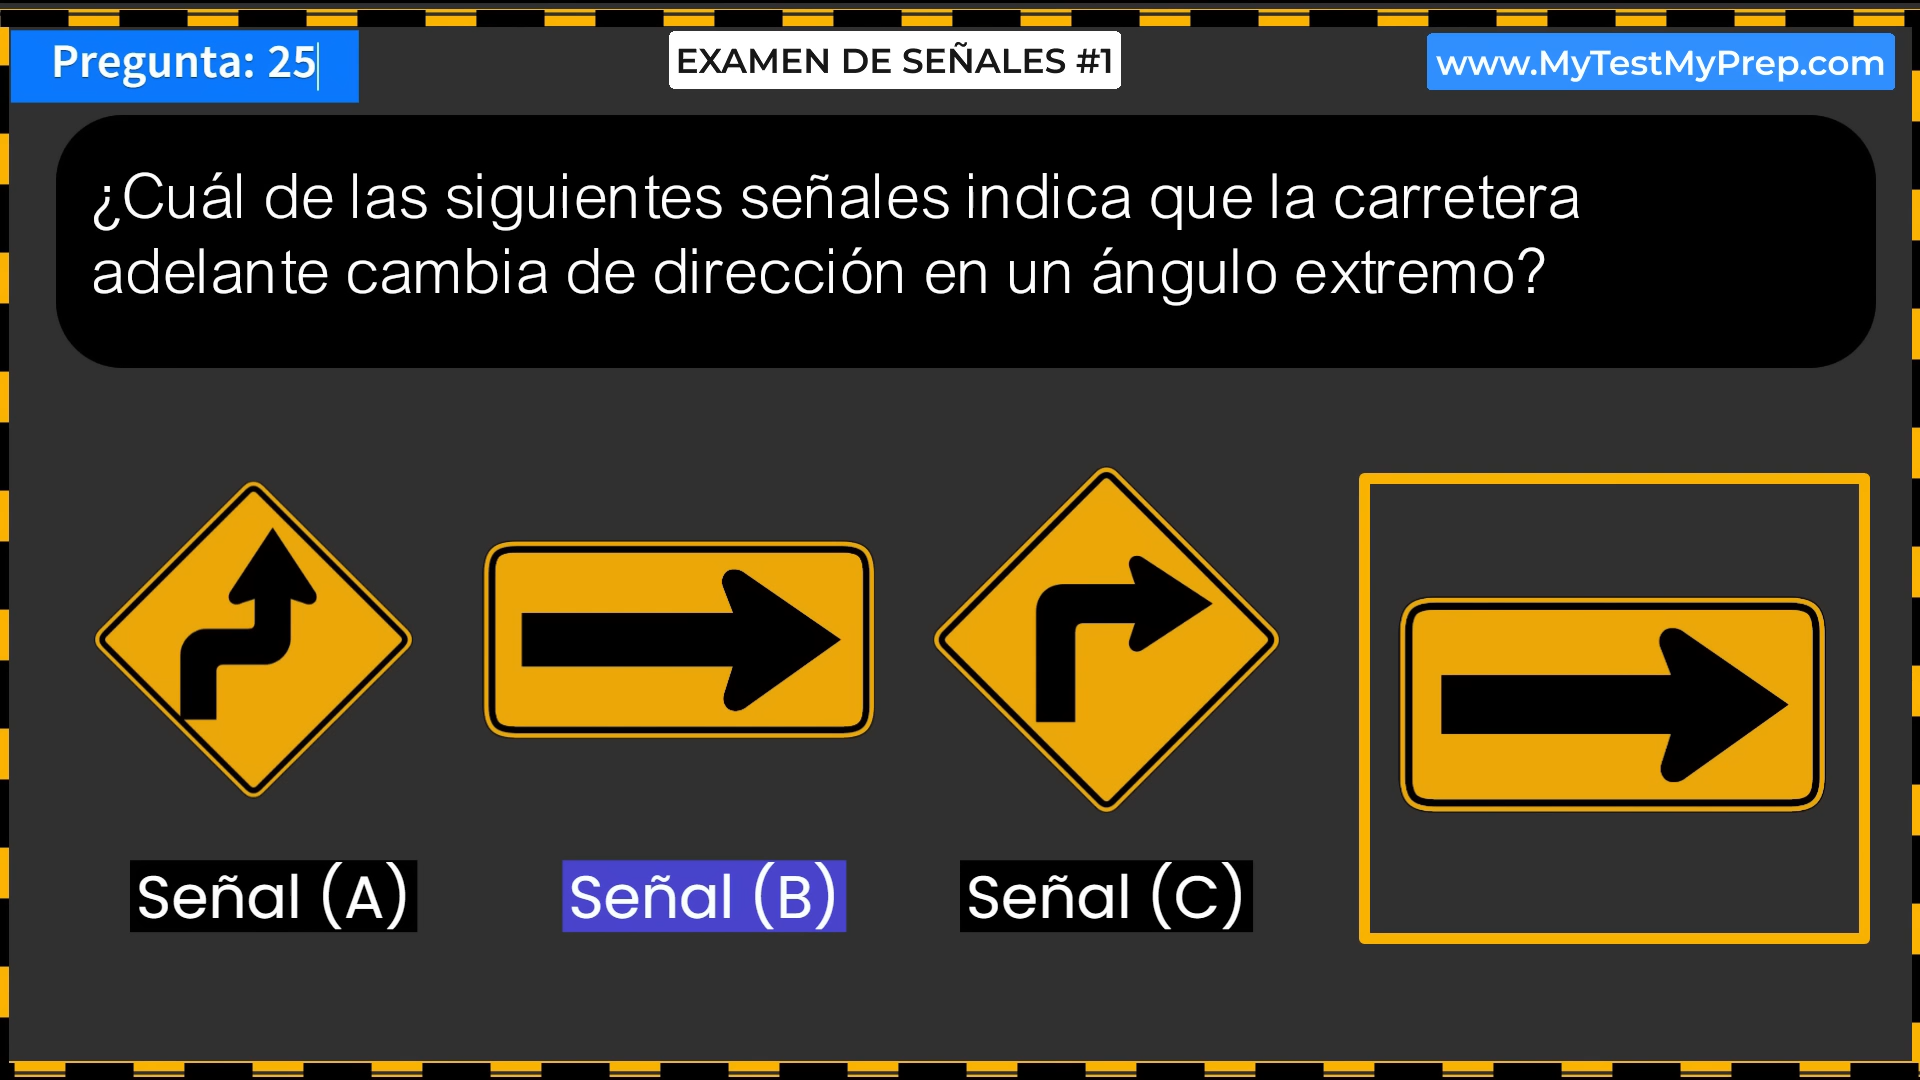 Pregunta: 25
EXAMEN DE SEÑALES #1
www.MyTestMyPrep.com
¿Cuál de las siguientes señales indica que la carretera
adelante cambia de dirección en un ángulo extremo?
Señal (A)
Señal (B)
Señal (C)